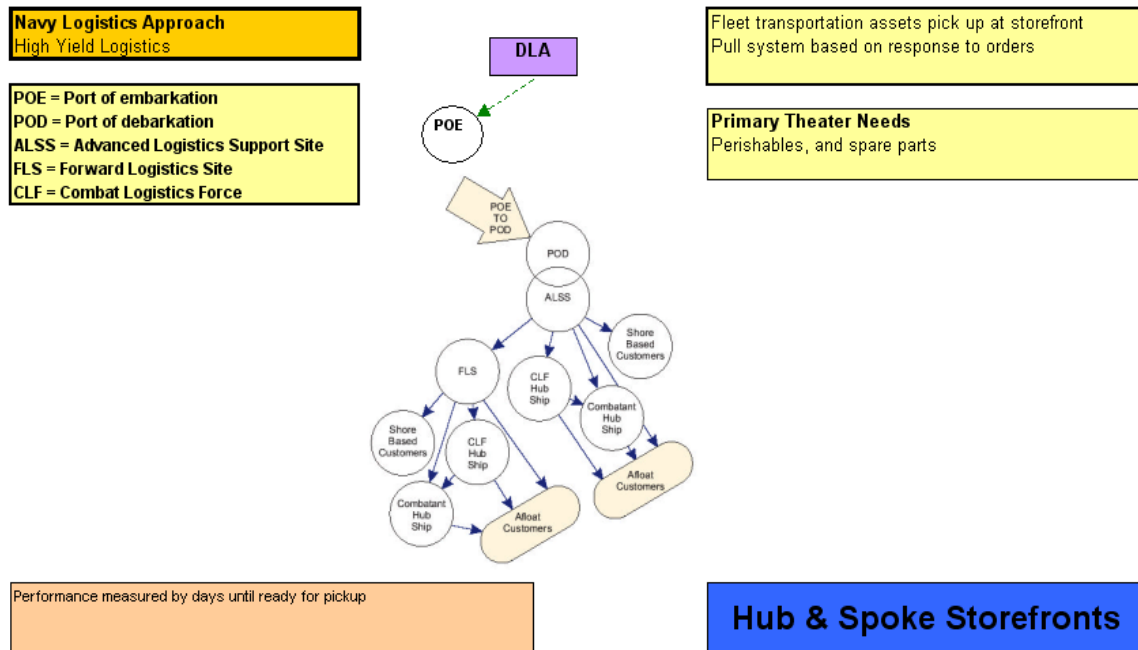 Navy Logistics Approach
High Yield Logistics
Fleet transportation assets pick up at storefront
Pull system based on response to orders
DLA
POE = Port of embarkation
POD = Port of debarkation
ALSS = Advanced Logistics Support Site
FLS = Forward Logistics Site
CLF = Combat Logistics Force
POE
Primary Theater Needs
Perishables, and spare parts
POE
TO
POD
POD
ALSS
Shore
Based
Customers
FLS
CLF
Hub
Ship
Combatant
Hub
Ship
Shore
Based
Customers
CLF
Hub
Ship
Afloat
Customers
Combatant
Hub
Ship
Afloat
Customers
Performance measured by days until ready for pickup
Hub & Spoke Storefronts